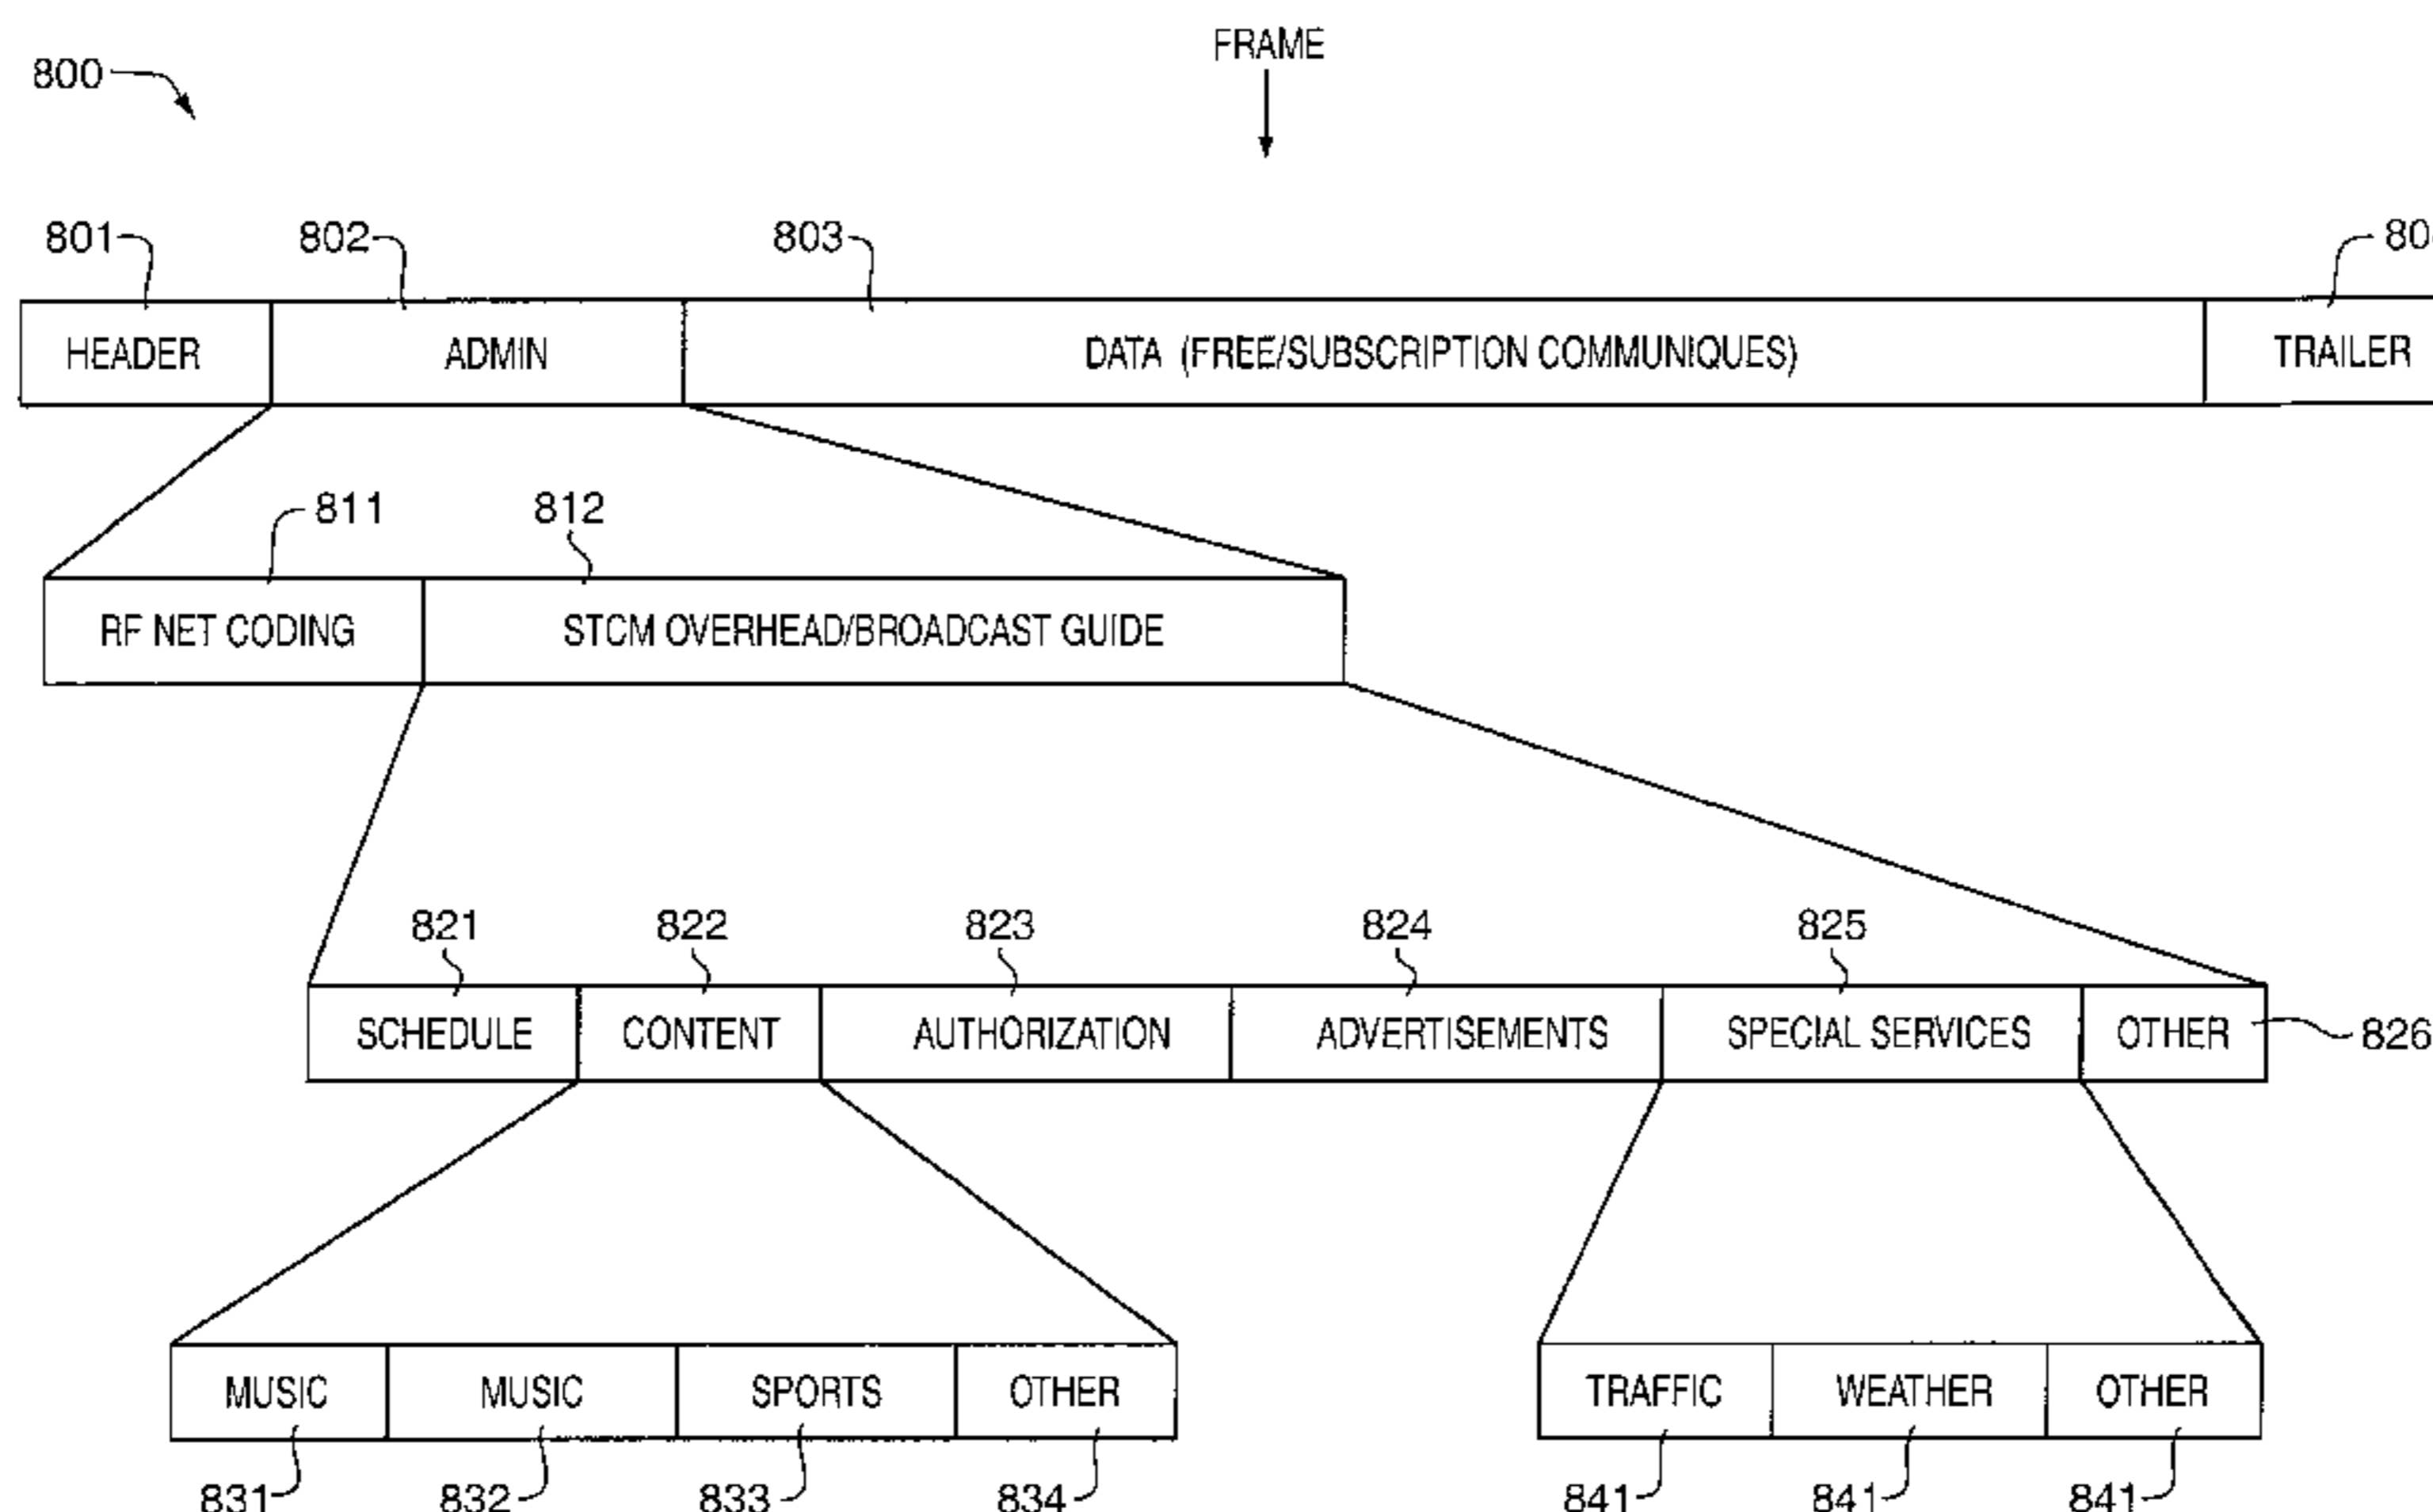 FRAME
800
801 802 803
HEADER ADMIN DATA (FREE/SUBSCRIPTION COMMUNIQUES) TRAILER
811 812
RF NET CODING STCM OVERHEAD/BROADCAST GUIDE
821 822 823 824 825
SCHEDULE CONTENT AUTHORIZATION ADVERTISEMENTS SPECIAL SERVICES OTHER 826
MUSIC MUSIC SPORTS OTHER TRAFFIC WEATHER OTHER
831 832 833 834 841 841 841